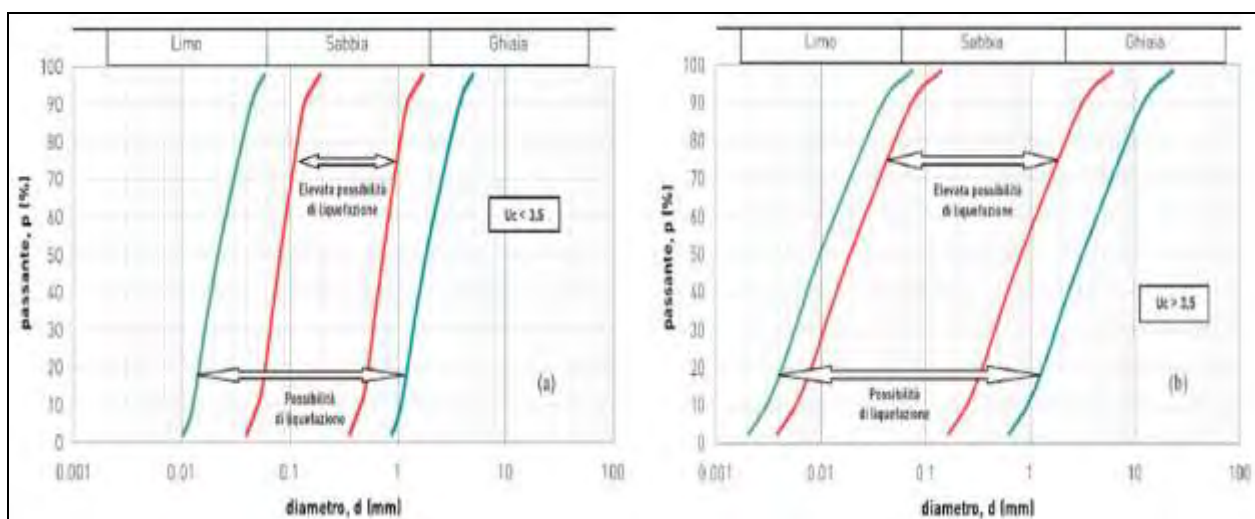 Limo Sabbia Ghiaia
100
90
80
70
60
50
40
30
20
10
0
passante, p (%)
Elevata possibilità
di liquefazione
Uc < 3.5
Possibilità
di liquefazione
(a)
0.001 0.01 0.1 1 10 100
diametro, d (mm)
Limo Sabbia Ghiaia
100
90
80
70
60
50
40
30
20
10
0
passante, p (%)
Elevata possibilità
di liquefazione
Uc > 3.5
Possibilità
di liquefazione
(b)
0.001 0.01 0.1 1 10 100
diametro, d (mm)